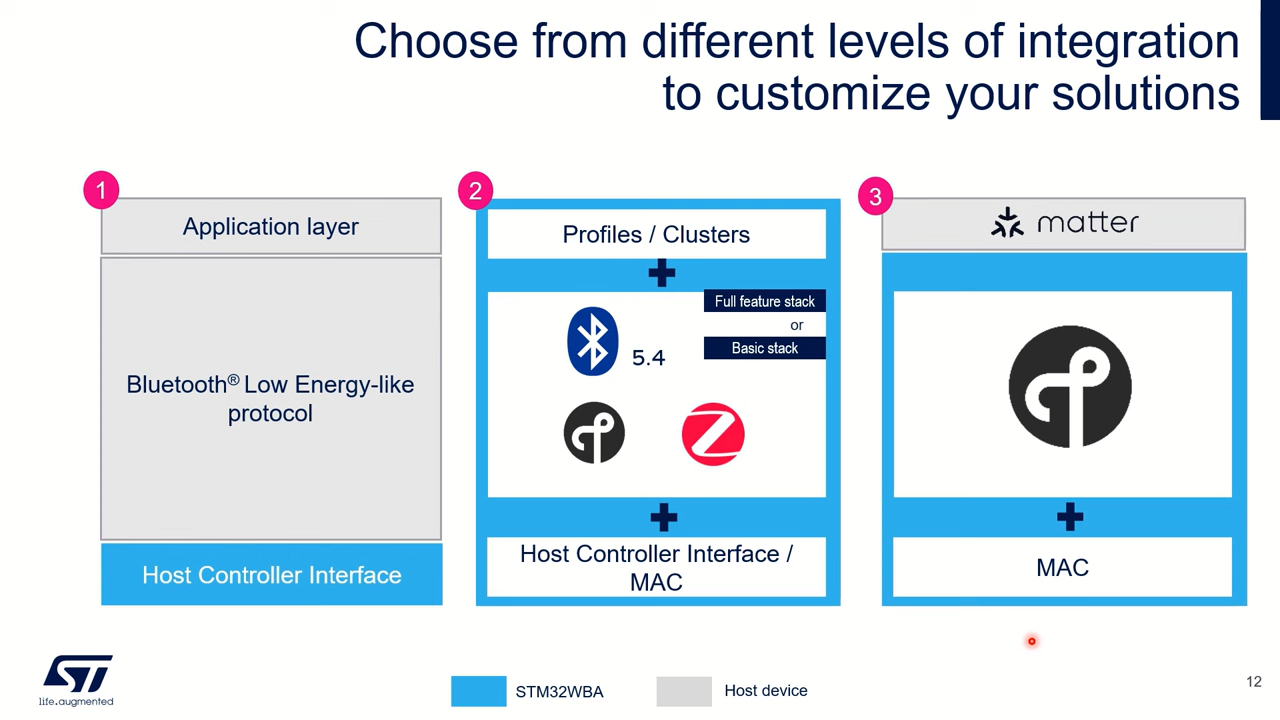 Choose from different levels of integration
to customize your solutions
1
Application layer
Bluetooth® Low Energy-like
protocol
Host Controller Interface
2
Profiles / Clusters
Full feature stack
or
Basic stack
5.4
Host Controller Interface /
MAC
3
matter
MAC
ST
life.augmented
STM32WBA
Host device
12